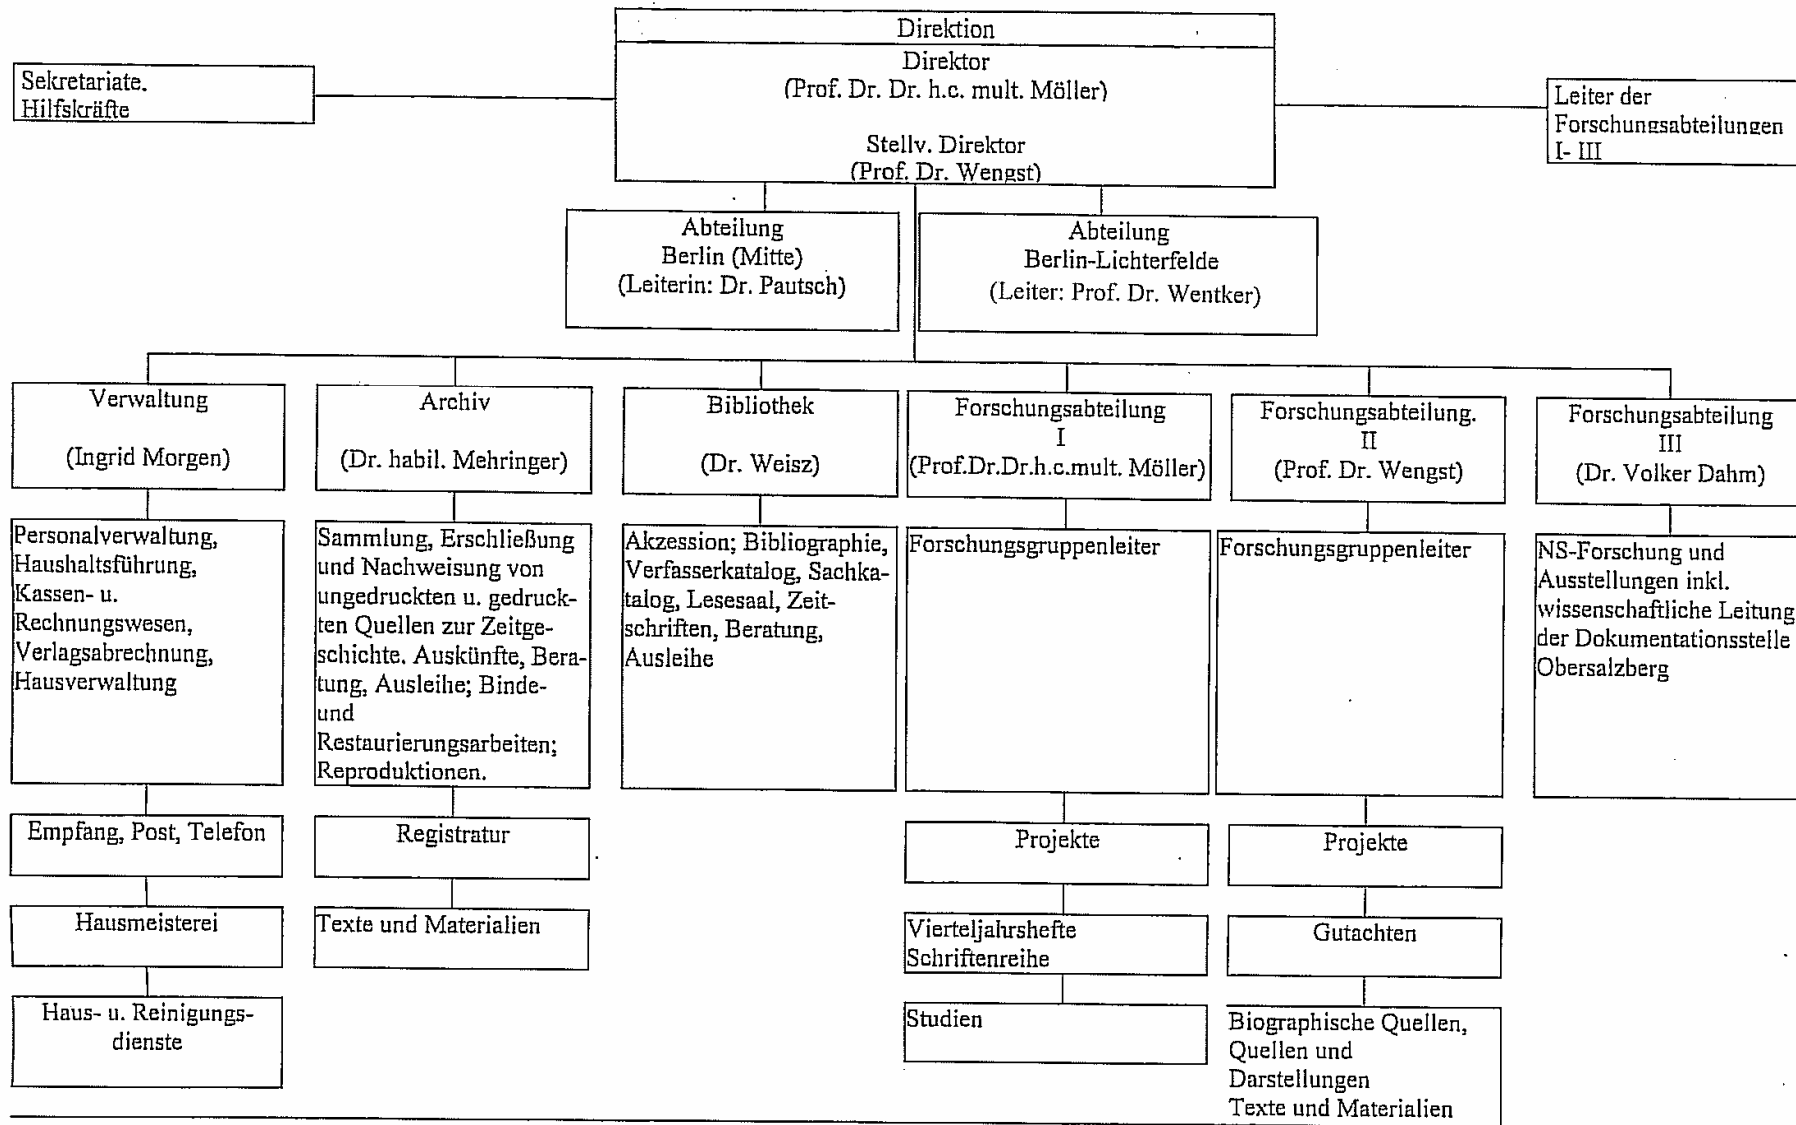 Direktion
Direktor
(Prof. Dr. Dr. h.c. mult. Möller)
Stellv. Direktor
(Prof. Dr. Wengst)
Sekretariate.
Hilfskräfte
Leiter der
Forschungsabteilungen
I- III
Abteilung
Berlin (Mitte)
(Leiterin: Dr. Pautsch)
Abteilung
Berlin-Lichterfelde
(Leiter: Prof. Dr. Wentker)
Verwaltung
(Ingrid Morgen)
Archiv
(Dr. habil. Mehringer)
Bibliothek
(Dr. Weisz)
Forschungsabteilung
I
(Prof.Dr.Dr.h.c.mult. Möller)
Forschungsabteilung.
II
(Prof. Dr. Wengst)
Forschungsabteilung
III
(Dr. Volker Dahm)
Personalverwaltung,
Haushaltsführung,
Kassen- u.
Rechnungswesen,
Verlagsabrechnung,
Hausverwaltung
Sammlung, Erschließung
und Nachweisung von
ungedruckten u. gedruck-
ten Quellen zur Zeitge-
schichte. Auskünfte, Bera-
tung, Ausleihe; Binde-
und
Restaurierungsarbeiten;
Reproduktionen.
Akzession; Bibliographie,
Verfasserkatalog, Sachka-
talog, Lesesaal, Zeit-
schriften, Beratung,
Ausleihe
Forschungsgruppenleiter
Forschungsgruppenleiter
NS-Forschung und
Ausstellungen inkl.
wissenschaftliche Leitung
der Dokumentationsstelle
Obersalzberg
Empfang, Post, Telefon
Registratur
Projekte
Projekte
Hausmeisterei
Texte und Materialien
Vierteljahrshefte
Schriftenreihe
Gutachten
Haus- u. Reinigungs-
dienste
Studien
Biographische Quellen,
Quellen und
Darstellungen
Texte und Materialien